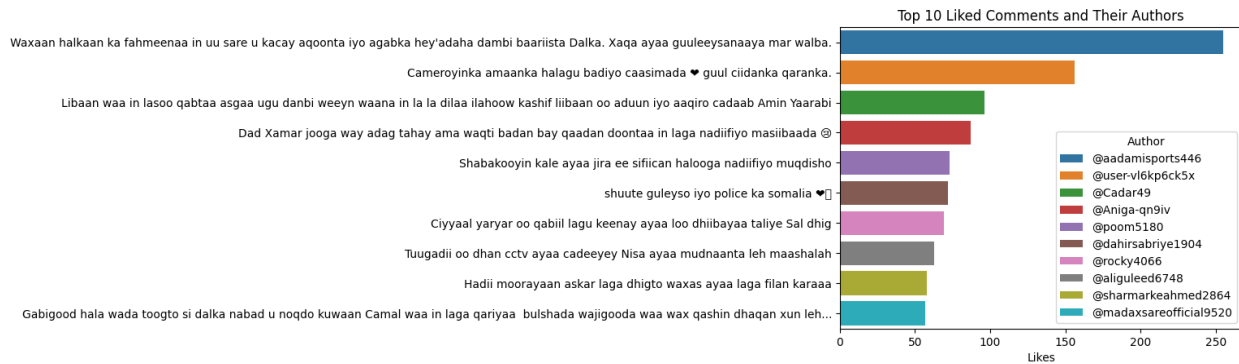 Top 10 Liked Comments and Their Authors
Waxaan halkaan ka fahmeenaa in uu sare u kacay aqoonta iyo agabka hey'adaha dambi baariista Dalka. Xaqa ayaa guuleeysanaaya mar walba.
Cameroyinka amaanka halagu badiyo caasimada ❤ guul ciidanka qaranka.
Libaan waa in lasoo qabtaa asgaa ugu danbi weeyn waana in la la dilaa ilahoow kashif liibaan oo aduun iyo aaqiro cadaab Amin Yaarabi
Dad Xamar jooga way adag tahay ama waqti badan bay qaadan doontaa in laga nadiifiyo masiibaada 😢
Shabakooyin kale ayaa jira ee sifiican halooga nadiifiyo muqdisho
shuute guleyso iyo police ka somalia ❤
Ciyyaal yaryar oo qabiil lagu keenay ayaa loo dhiibayaa taliye Sal dhig
Tuugadii oo dhan cctv ayaa cadeeyey Nisa ayaa mudnaanta leh maashalah
Hadii moorayaan askar laga dhigto waxas ayaa laga filan karaaa
Gabigood hala wada toogto si dalka nabad u noqdo kuwaan Camal waa in laga qariyaa  bulshada wajigooda waa wax qashin dhaqan xun leh...
Author
@aadamisports446
@user-vl6kp6ck5x
@Cadar49
@Aniga-qn9iv
@poom5180
@dahirsabriye1904
@rocky4066
@aliguleed6748
@sharmarkeahmed2864
@madaxsareofficial9520
0 50 100 150 200 250
Likes